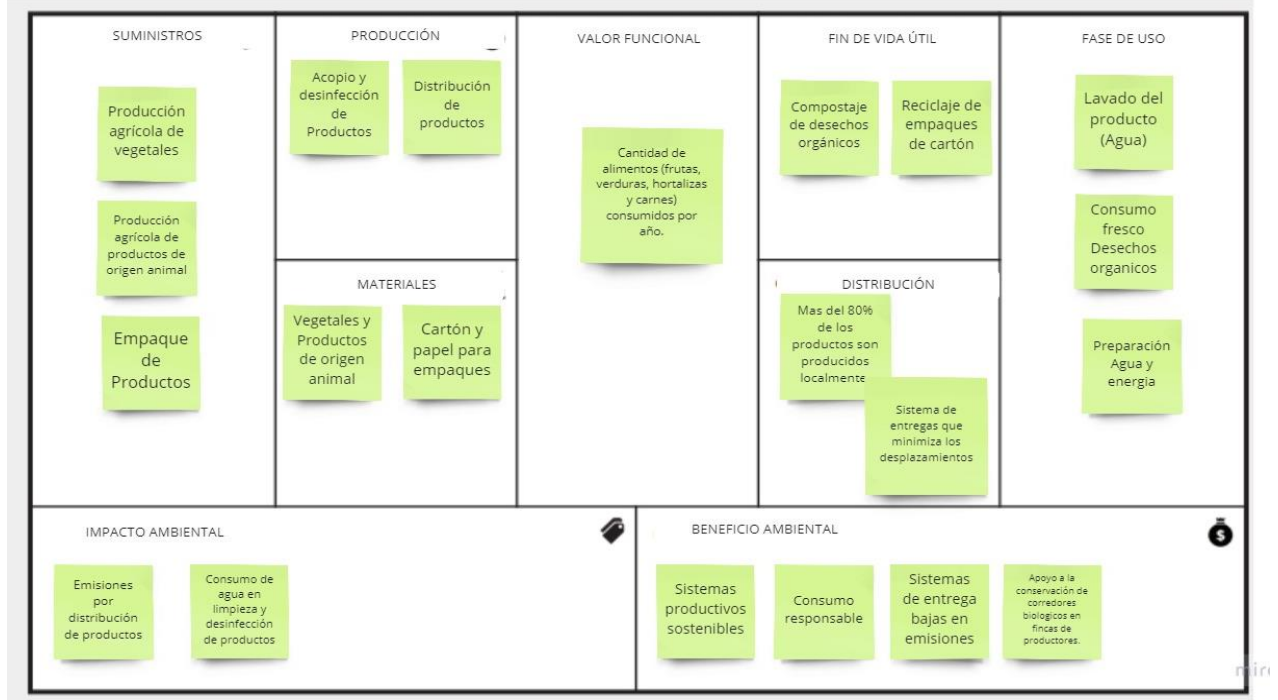 SUMINISTROS
Producción
agrícola de
vegetales
Producción
agrícola de
productos de
origen animal
Empaque
de
Productos
PRODUCCIÓN
Acopio y
desinfección
de
Productos
Distribución
de
productos
MATERIALES
Vegetales y
Productos
de origen
animal
Cartón y
papel para
empaques
VALOR FUNCIONAL
Cantidad de
alimentos (frutas,
verduras, hortalizas
y carnes)
consumidos por
año.
FIN DE VIDA ÚTIL
Compostaje
de desechos
orgánicos
Reciclaje de
empaques
de cartón
DISTRIBUCIÓN
Mas del 80%
de los
productos son
producidos
localmente
Sistema de
entregas que
minimiza los
desplazamientos
FASE DE USO
Lavado del
producto
(Agua)
Consumo
fresco
Desechos
organicos
Preparación
Agua y
energia
IMPACTO AMBIENTAL
Emisiones
por
distribución
de productos
Consumo de
agua en
limpieza y
desinfección
de productos
BENEFICIO AMBIENTAL
$
Sistemas
productivos
sostenibles
Consumo
responsable
Sistemas
de entrega
bajas en
emisiones
Apoyo a la
conservación de
corredores
biologicos en
fincas de
productores.